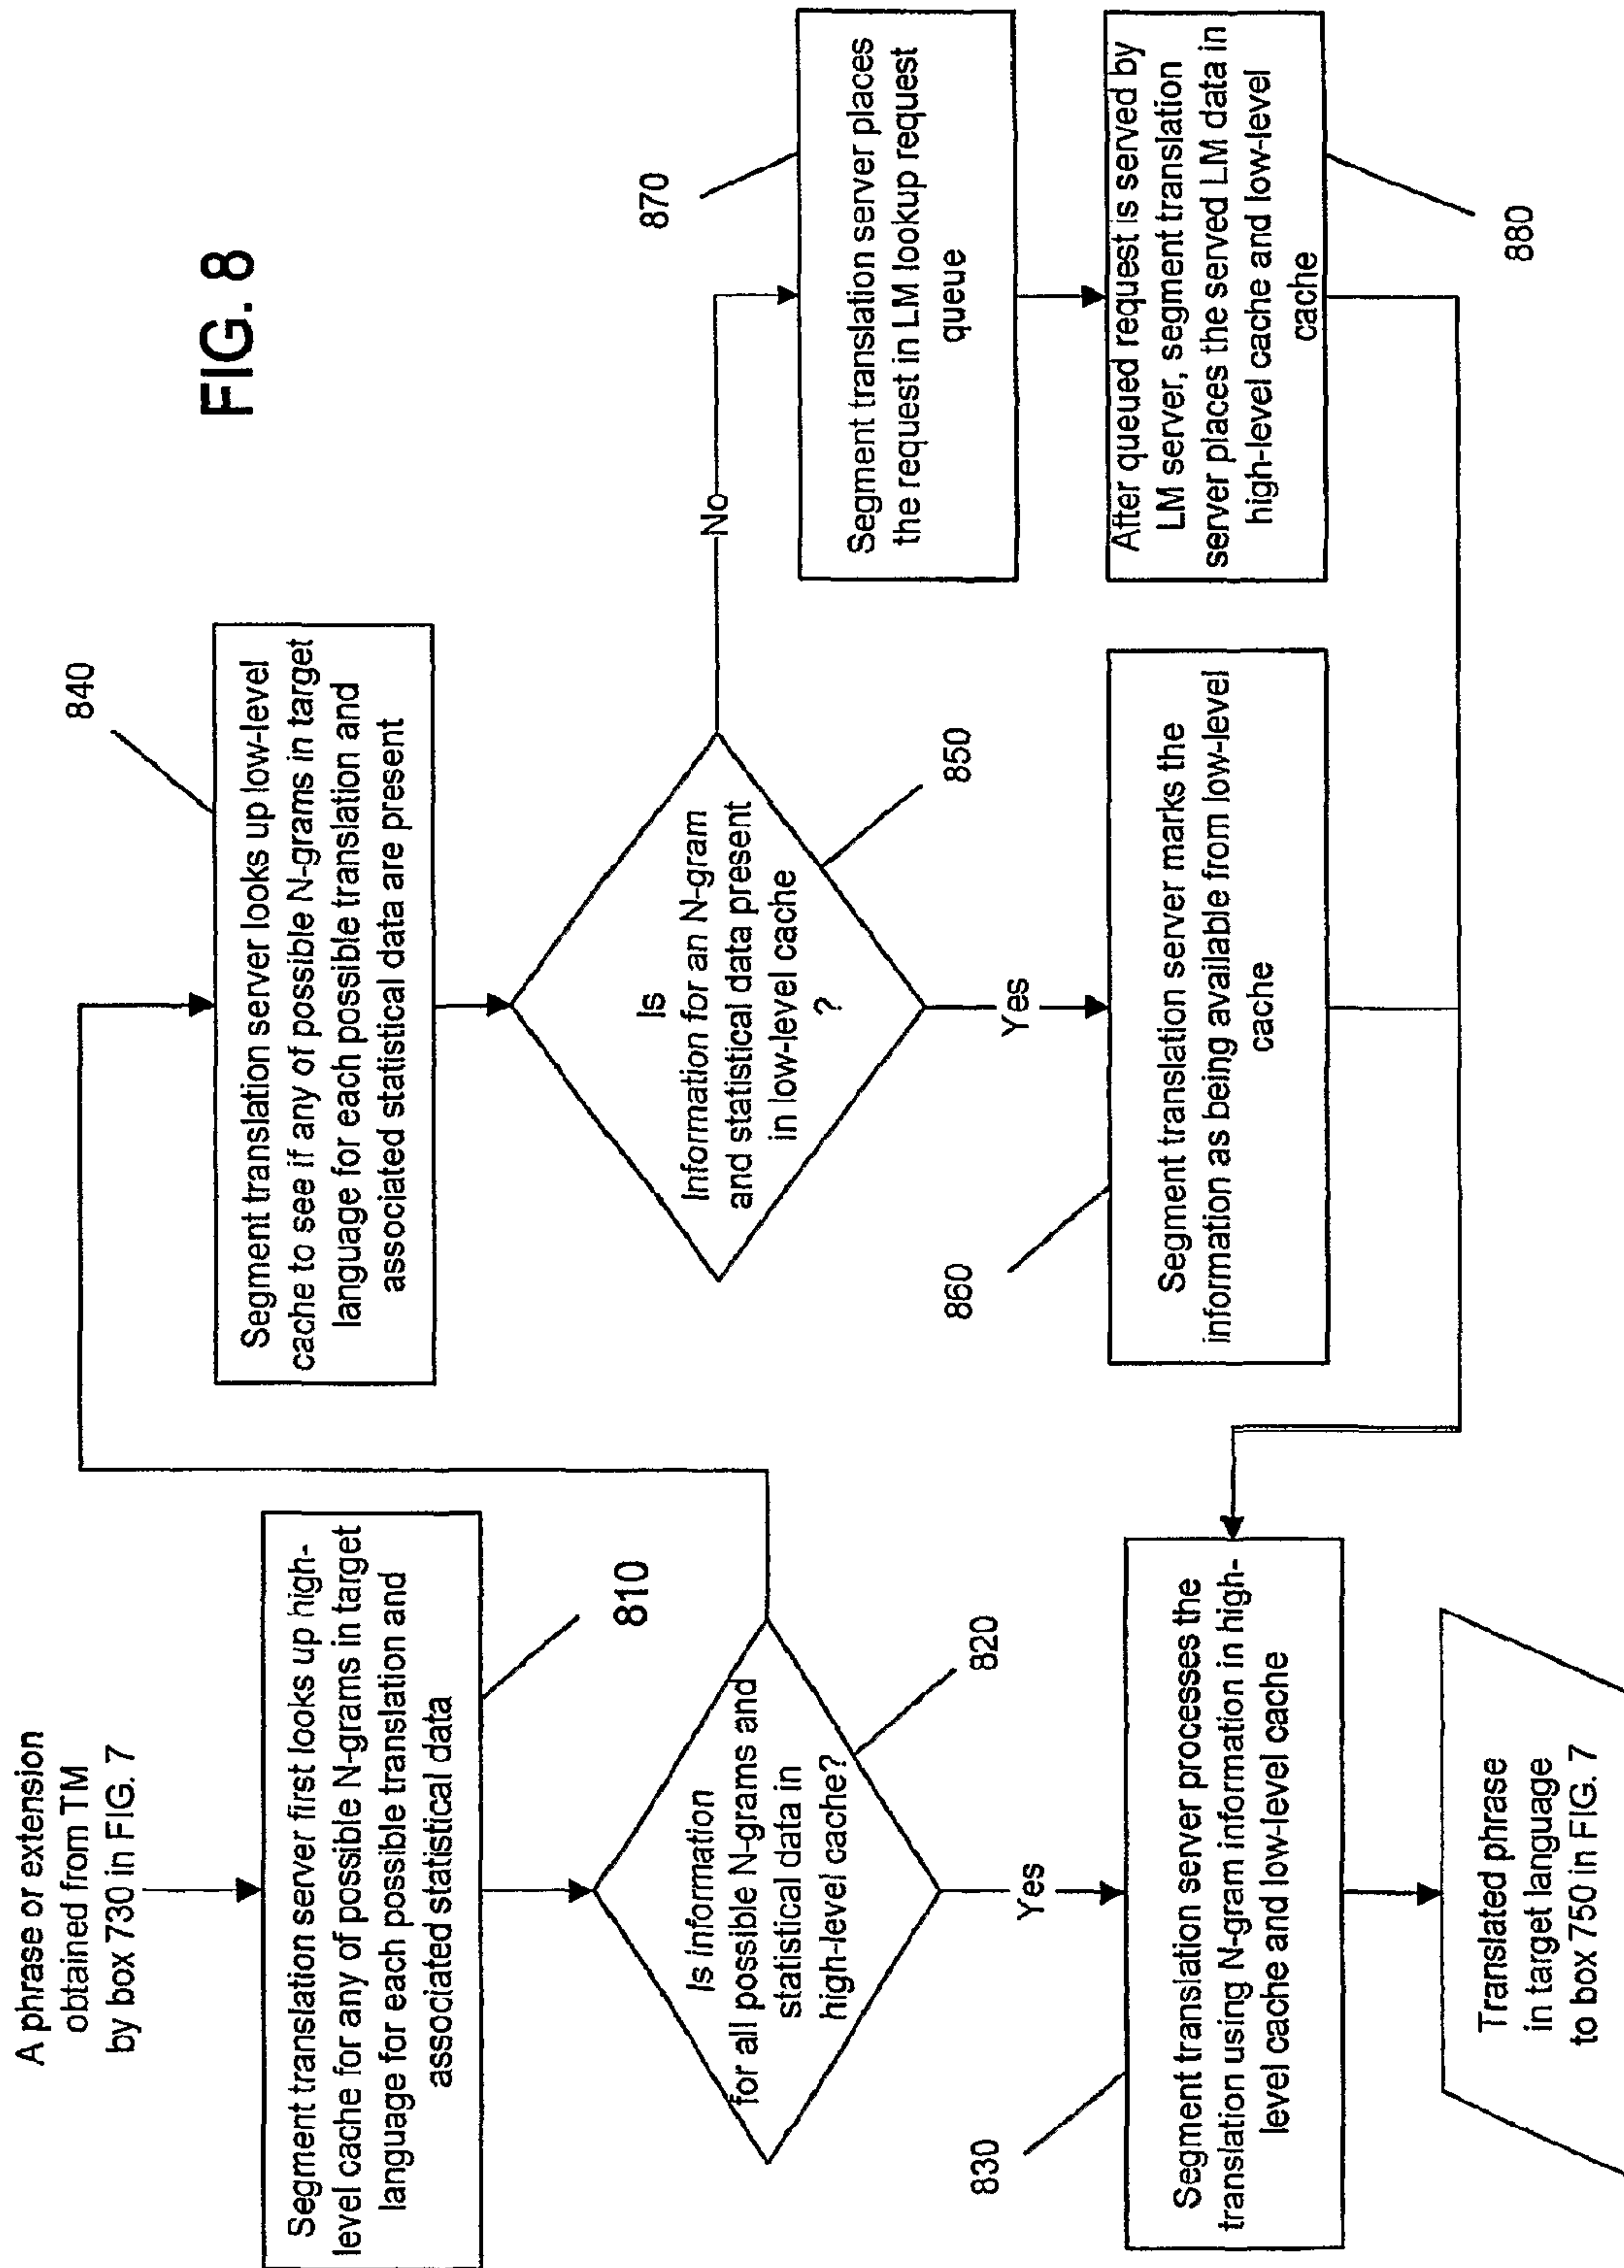 FIG. 8
A phrase or extension
obtained from TM
by box 730 in FIG. 7
Segment translation server first looks up high-
level cache for any of possible N-grams in target
language for each possible translation and
associated statistical data
810
Is information
for all possible N-grams and
statistical data in
high-level cache?
820
Yes
830
Segment translation server processes the
translation using N-gram information in high-
level cache and low-level cache
Translated phrase
in target language
to box 750 in FIG. 7
840
Segment translation server looks up low-level
cache to see if any of possible N-grams in target
language for each possible translation and
associated statistical data are present
Is
Information for an N-gram
and statistical data present
in low-level cache
?
850
Yes
860
Segment translation server marks the
information as being available from low-level
cache
No
870
Segment translation server places
the request in LM lookup request
queue
After queued request is served by
LM server, segment translation
server places the served LM data in
high-level cache and low-level
cache
880